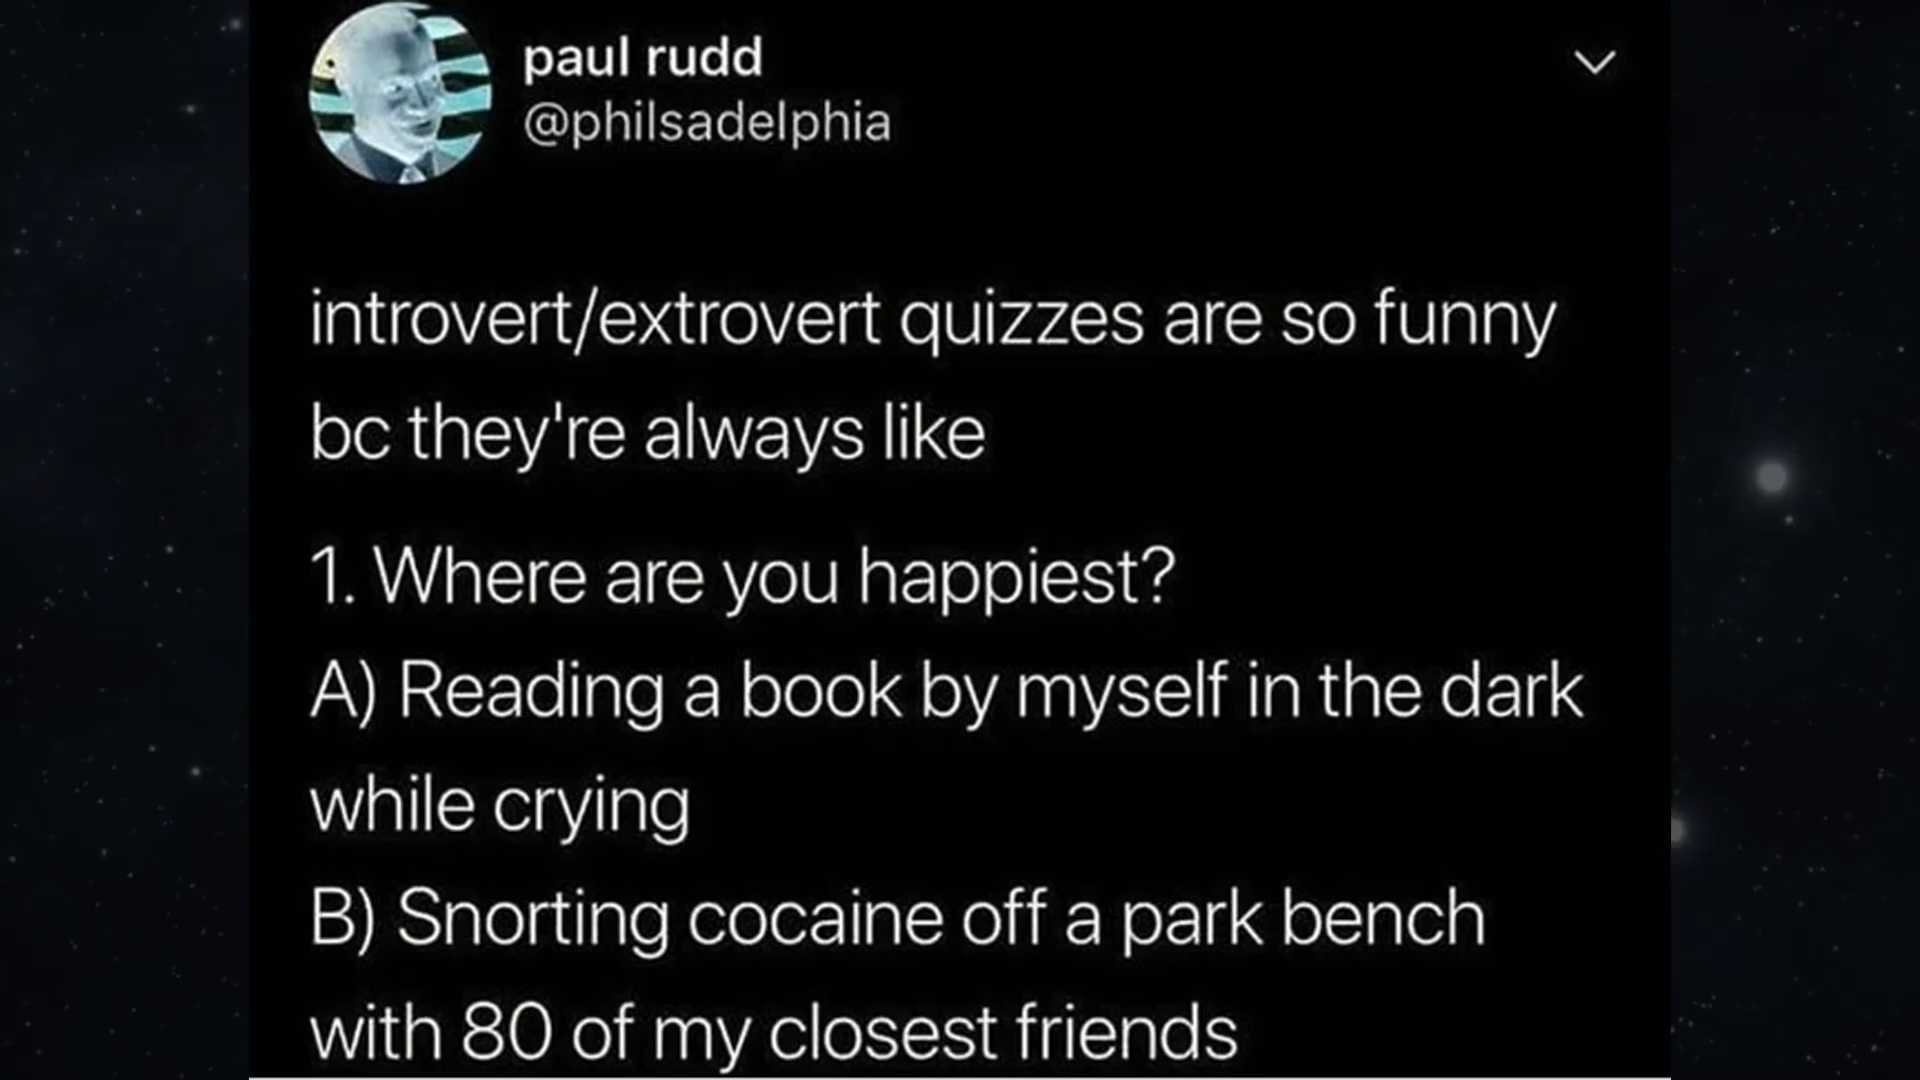 paul rudd
@philsadelphia
introvert/extrovert quizzes are so funny
bc they're always like
1. Where are you happiest?
A) Reading a book by myself in the dark
while crying
B) Snorting cocaine off a park bench
with 80 of my closest friends